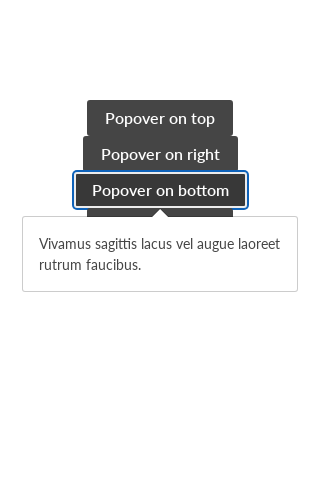 Popover on top
Popover on right
Popover on bottom
Vivamus sagittis lacus vel augue laoreet
rutrum faucibus.